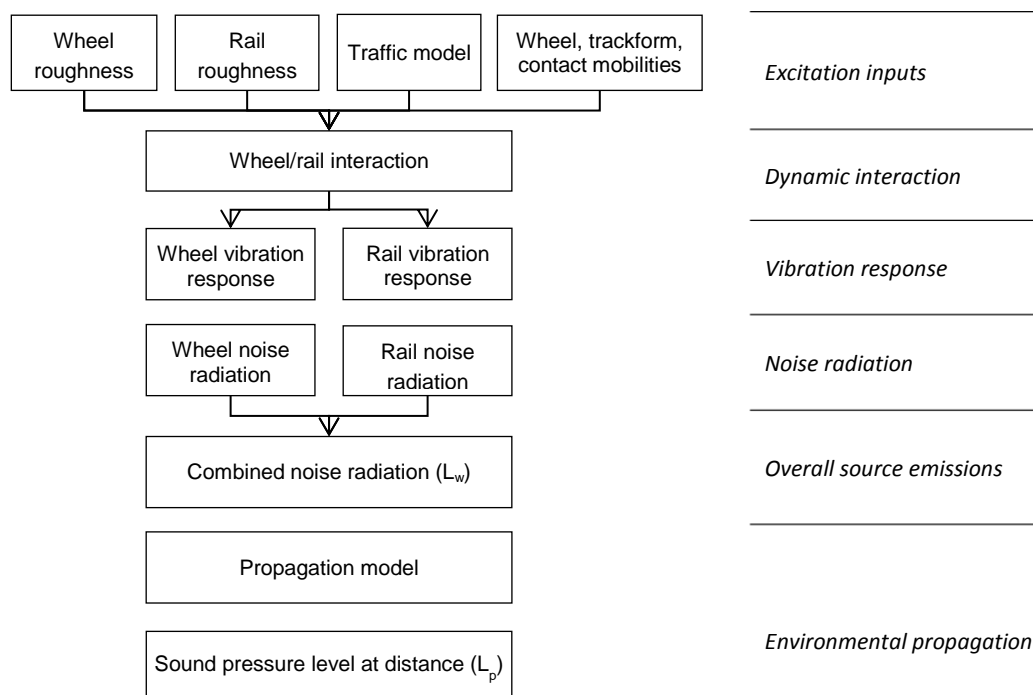 Wheel
roughness
Rail
roughness
Traffic model
Wheel, trackform,
contact mobilities
Excitation inputs
Wheel/rail interaction
Dynamic interaction
Wheel vibration
response
Rail vibration
response
Vibration response
Wheel noise
radiation
Rail noise
radiation
Noise radiation
Combined noise radiation (Lw)
Overall source emissions
Propagation model
Sound pressure level at distance (Lp)
Environmental propagation